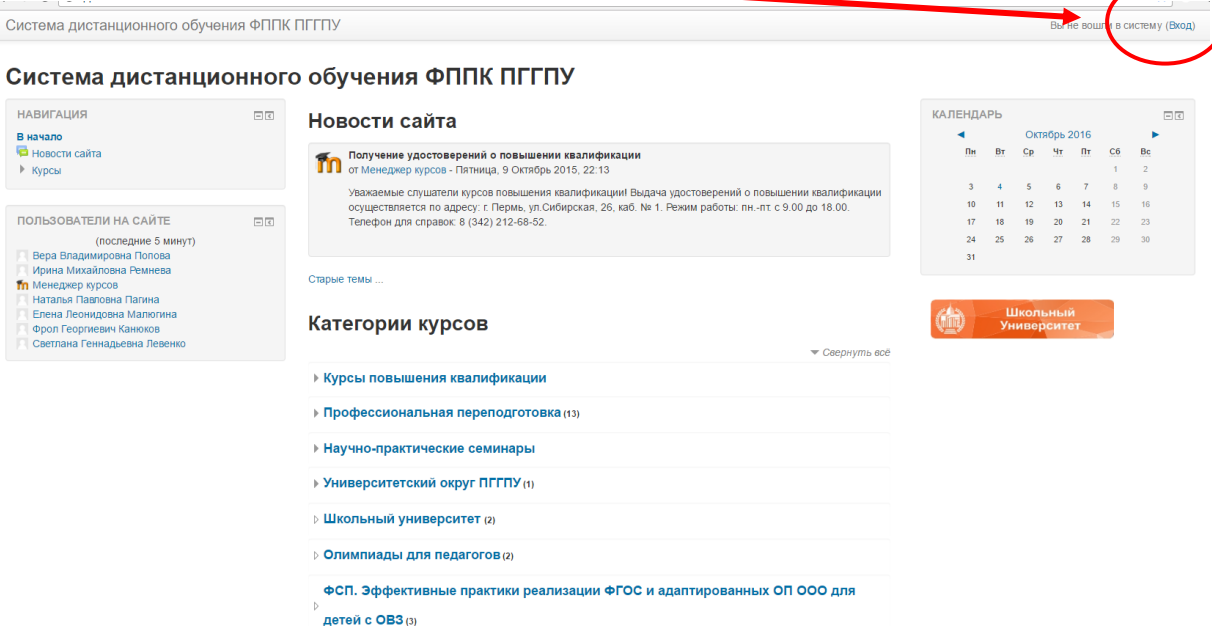 Система дистанционного обучения ФППК ПГГПУ
Вы не вошли в систему (Вход)
Система дистанционного обучения ФППК ПГГПУ
НАВИГАЦИЯ
В начало
Новости сайта
Курсы
ПОЛЬЗОВАТЕЛИ НА САЙТЕ
(последние 5 минут)
Вера Владимировна Попова
Ирина Михайловна Ремнева
Менеджер курсов
Наталья Павловна Пагина
Елена Леонидовна Малюгина
Фрол Георгиевич Канюков
Светлана Геннадьевна Левенко
Новости сайта
Получение удостоверений о повышении квалификации
от Менеджер курсов - Пятница, 9 Октябрь 2015, 22:13
Уважаемые слушатели курсов повышения квалификации! Выдача удостоверений о повышении квалификации
осуществляется по адресу: г. Пермь, ул.Сибирская, 26, каб. № 1. Режим работы: пн.-пт. с 9.00 до 18.00.
Телефон для справок: 8 (342) 212-68-52.
Старые темы ...
Категории курсов
Свернуть всё
Курсы повышения квалификации
Профессиональная переподготовка (13)
Научно-практические семинары
Университетский округ ПГГПУ (1)
Школьный университет (2)
Олимпиады для педагогов (2)
ФСП. Эффективные практики реализации ФГОС и адаптированных ОП ООО для
детей с ОВЗ (3)
КАЛЕНДАРЬ
Октябрь 2016
Пн Вт Ср Чт Пт Сб Вс
1 2
3 4 5 6 7 8 9
10 11 12 13 14 15 16
17 18 19 20 21 22 23
24 25 26 27 28 29 30
31
Школьный
Университет